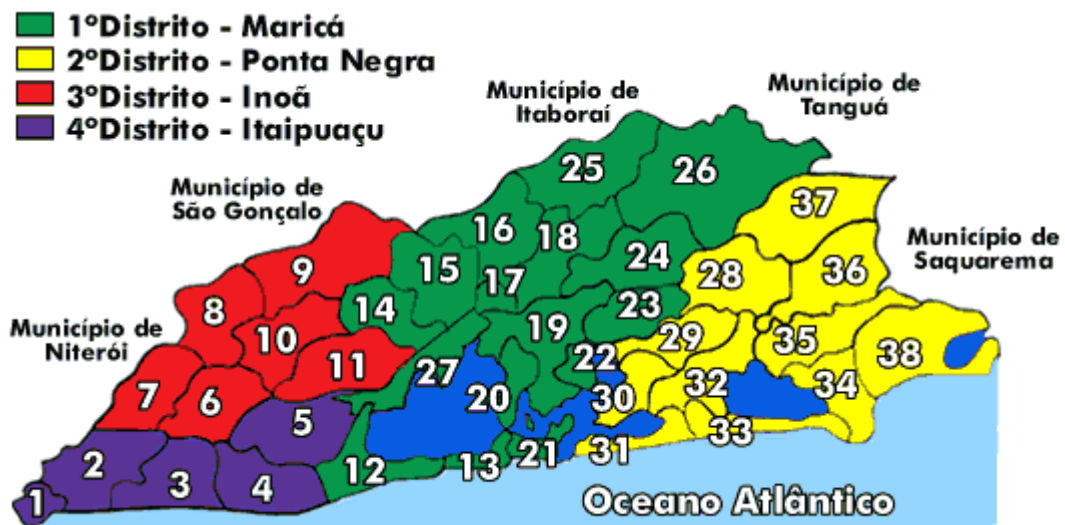 1ºDistrito - Maricá
2ºDistrito - Ponta Negra
3ºDistrito - Inoã
4ºDistrito - Itaipuaçu
Município de
Itaboraí
Município de
Tanguá
Município de
São Gonçalo
Município de
Saquarema
Município de
Niterói
25
26
37
16
18
9
15
24
28
36
17
8
14
23
19
10
29
35
38
11
27
22
7
6
20
30
32
34
5
2
31
33
21
12
13
3
4
1
Oceano Atlântico